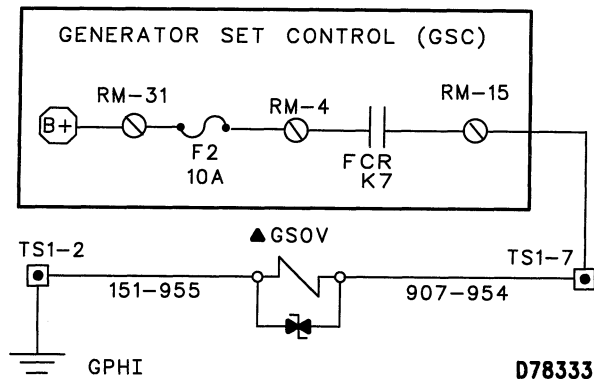 GENERATOR SET CONTROL (GSC)
RM-31
RM-4
RM-15
B+
F2
10A
FCR
K7
▲GSOV
TS1-2
TS1-7
151-955
907-954
GPHI
D78333